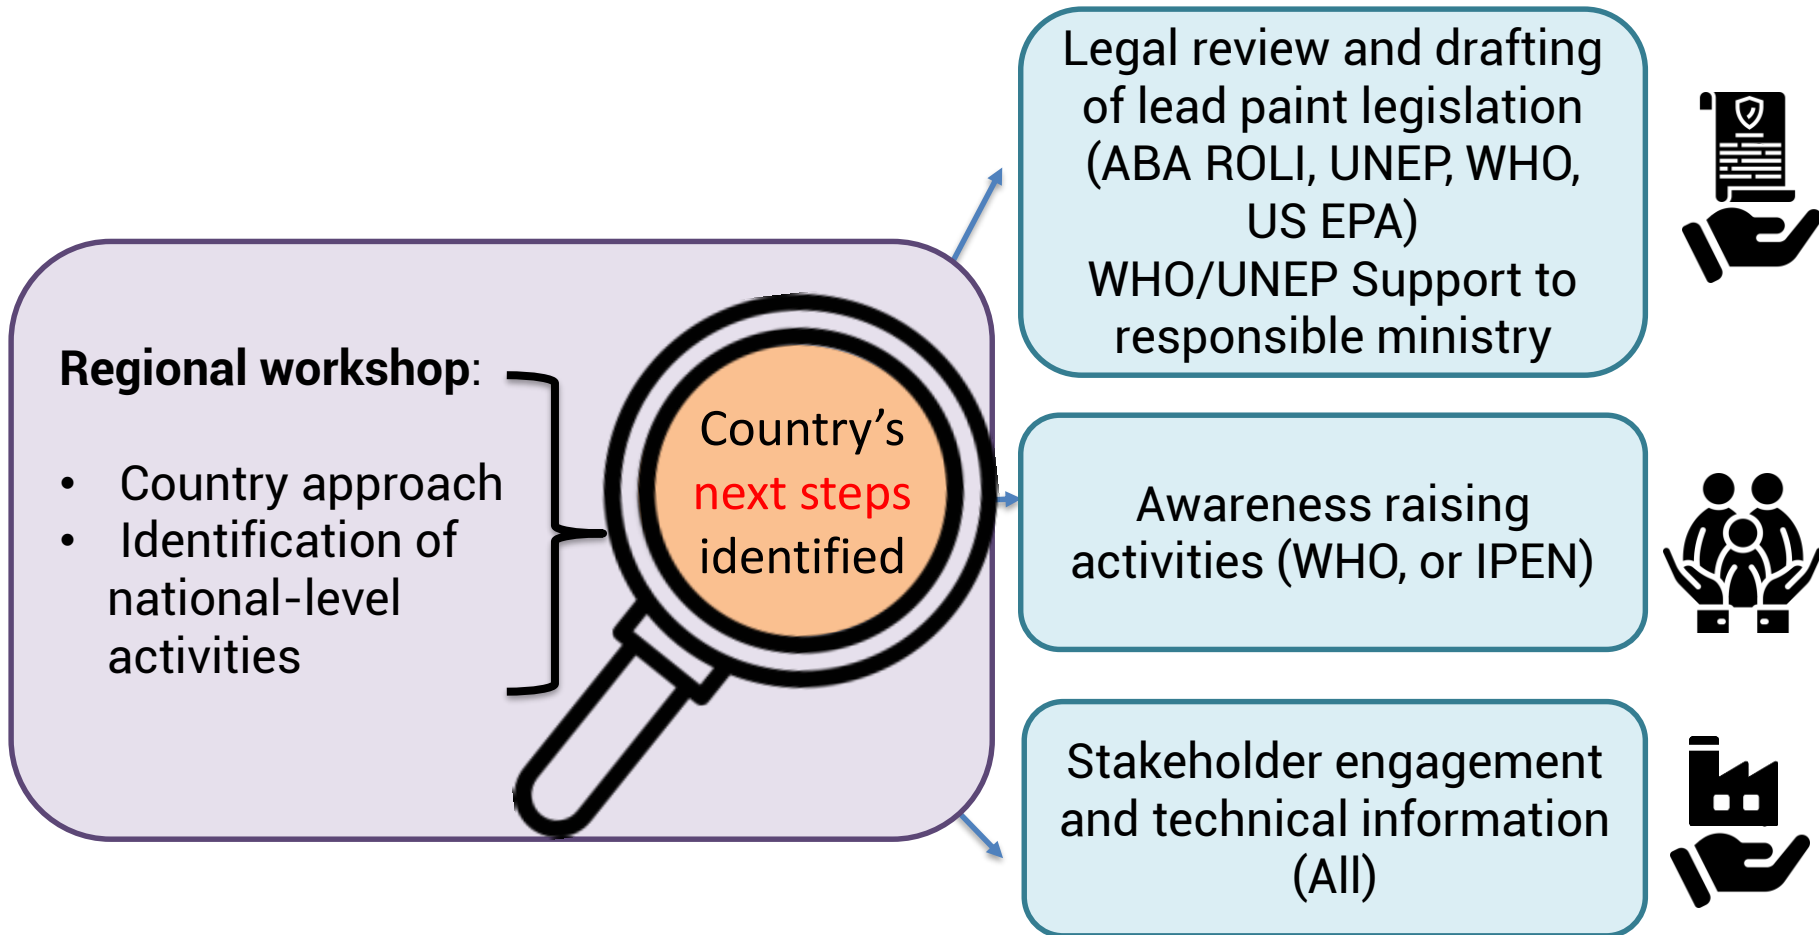 Regional workshop:
• Country approach
• Identification of
national-level
activities
Country’s
next steps
identified
Legal review and drafting
of lead paint legislation
(ABA ROLI, UNEP, WHO,
US EPA)
WHO/UNEP Support to
responsible ministry
Awareness raising
activities (WHO, or IPEN)
Stakeholder engagement
and technical information
(All)